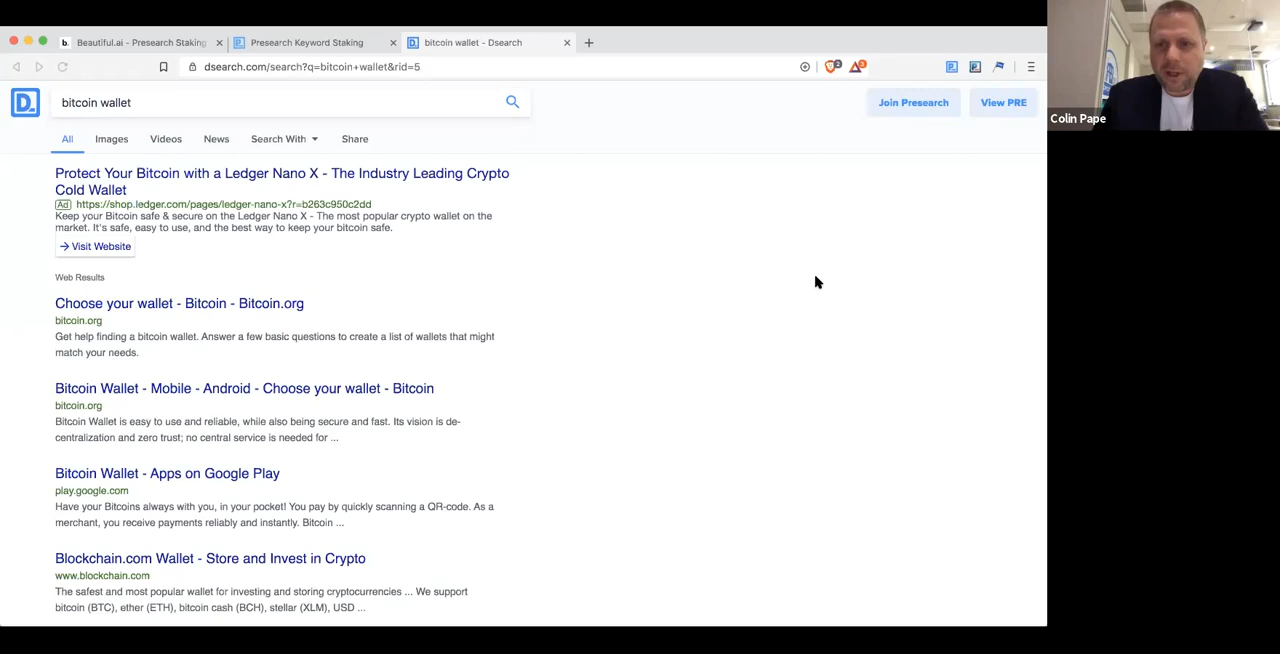 b. Beautiful.ai - Presearch Staking
Presearch Keyword Staking
bitcoin wallet - Dsearch
dsearch.com/search?q=bitcoin+wallet&rid=5
D.
bitcoin wallet
Join Presearch
View PRE
Colin Pape
All
Images
Videos
News
Search With
Share
Protect Your Bitcoin with a Ledger Nano X - The Industry Leading Crypto
Cold Wallet
Ad https://shop.ledger.com/pages/ledger-nano-x?r=b263c950c2dd
Keep your Bitcoin safe & secure on the Ledger Nano X - The most popular crypto wallet on the
market. It's safe, easy to use, and the best way to keep your bitcoin safe.
→ Visit Website
Web Results
Choose your wallet - Bitcoin - Bitcoin.org
bitcoin.org
Get help finding a bitcoin wallet. Answer a few basic questions to create a list of wallets that might
match your needs.
Bitcoin Wallet - Mobile - Android - Choose your wallet - Bitcoin
bitcoin.org
Bitcoin Wallet is easy to use and reliable, while also being secure and fast. Its vision is de-
centralization and zero trust; no central service is needed for ...
Bitcoin Wallet - Apps on Google Play
play.google.com
Have your Bitcoins always with you, in your pocket! You pay by quickly scanning a QR-code. As a
merchant, you receive payments reliably and instantly. Bitcoin ...
Blockchain.com Wallet - Store and Invest in Crypto
www.blockchain.com
The safest and most popular wallet for investing and storing cryptocurrencies ... We support
bitcoin (BTC), ether (ETH), bitcoin cash (BCH), stellar (XLM), USD ...